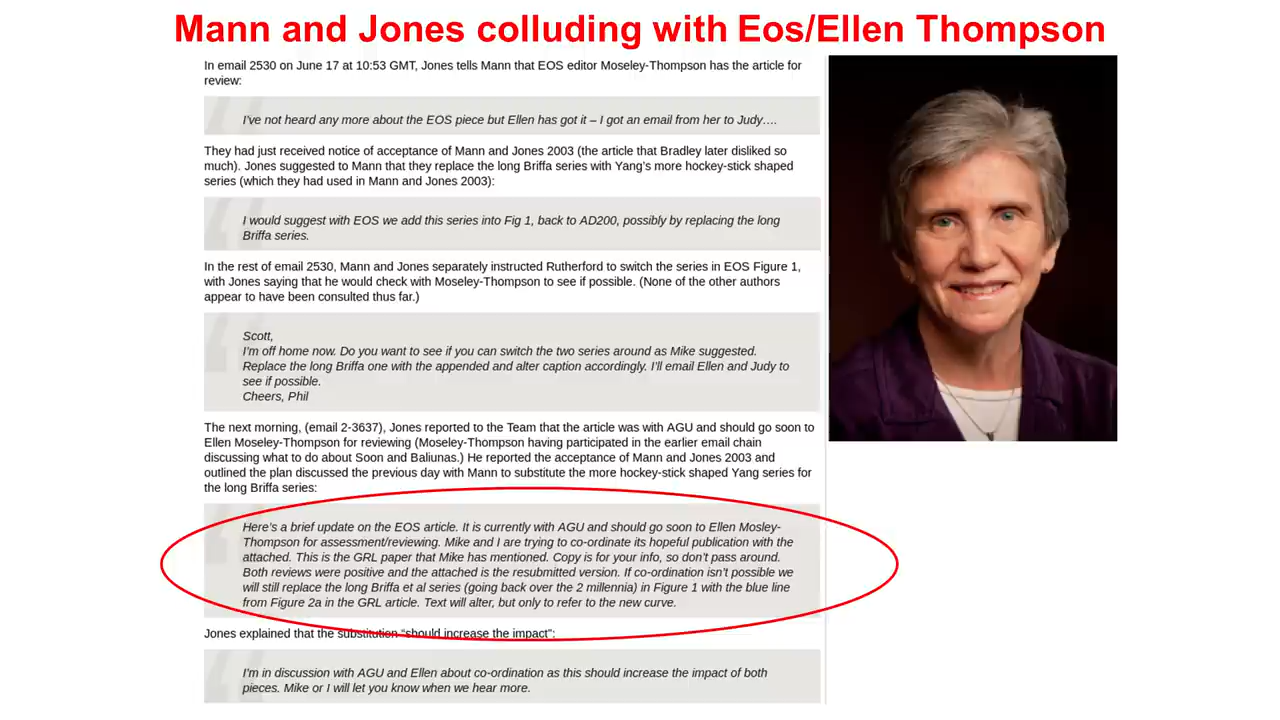 Mann and Jones colluding with Eos/Ellen Thompson
In email 2530 on June 17 at 10:53 GMT, Jones tells Mann that EOS editor Moseley-Thompson has the article for
review:
I've not heard any more about the EOS piece but Ellen has got it – I got an email from her to Judy….
They had just received notice of acceptance of Mann and Jones 2003 (the article that Bradley later disliked so
much). Jones suggested to Mann that they replace the long Briffa series with Yang's more hockey-stick shaped
series (which they had used in Mann and Jones 2003):
I would suggest with EOS we add this series into Fig 1, back to AD200, possibly by replacing the long
Briffa series.
In the rest of email 2530, Mann and Jones separately instructed Rutherford to switch the series in EOS Figure 1,
with Jones saying that he would check with Moseley-Thompson to see if possible. (None of the other authors
appear to have been consulted thus far.)
Scott,
I'm off home now. Do you want to see if you can switch the two series around as Mike suggested.
Replace the long Briffa one with the appended and alter caption accordingly. I'll email Ellen and Judy to
see if possible.
Cheers, Phil
The next morning, (email 2-3637), Jones reported to the Team that the article was with AGU and should go soon to
Ellen Moseley-Thompson for reviewing (Moseley-Thompson having participated in the earlier email chain
discussing what to do about Soon and Baliunas.) He reported the acceptance of Mann and Jones 2003 and
outlined the plan discussed the previous day with Mann to substitute the more hockey-stick shaped Yang series for
the long Briffa series:
Here's a brief update on the EOS article. It is currently with AGU and should go soon to Ellen Mosley-
Thompson for assessment/reviewing. Mike and I are trying to co-ordinate its hopeful publication with the
attached. This is the GRL paper that Mike has mentioned. Copy is for your info, so don't pass around.
Both reviews were positive and the attached is the resubmitted version. If co-ordination isn't possible we
will still replace the long Briffa et al series (going back over the 2 millennia) in Figure 1 with the blue line
from Figure 2a in the GRL article. Text will alter, but only to refer to the new curve.
Jones explained that the substitution "should increase the impact":
I'm in discussion with AGU and Ellen about co-ordination as this should increase the impact of both
pieces. Mike or I will let you know when we hear more.